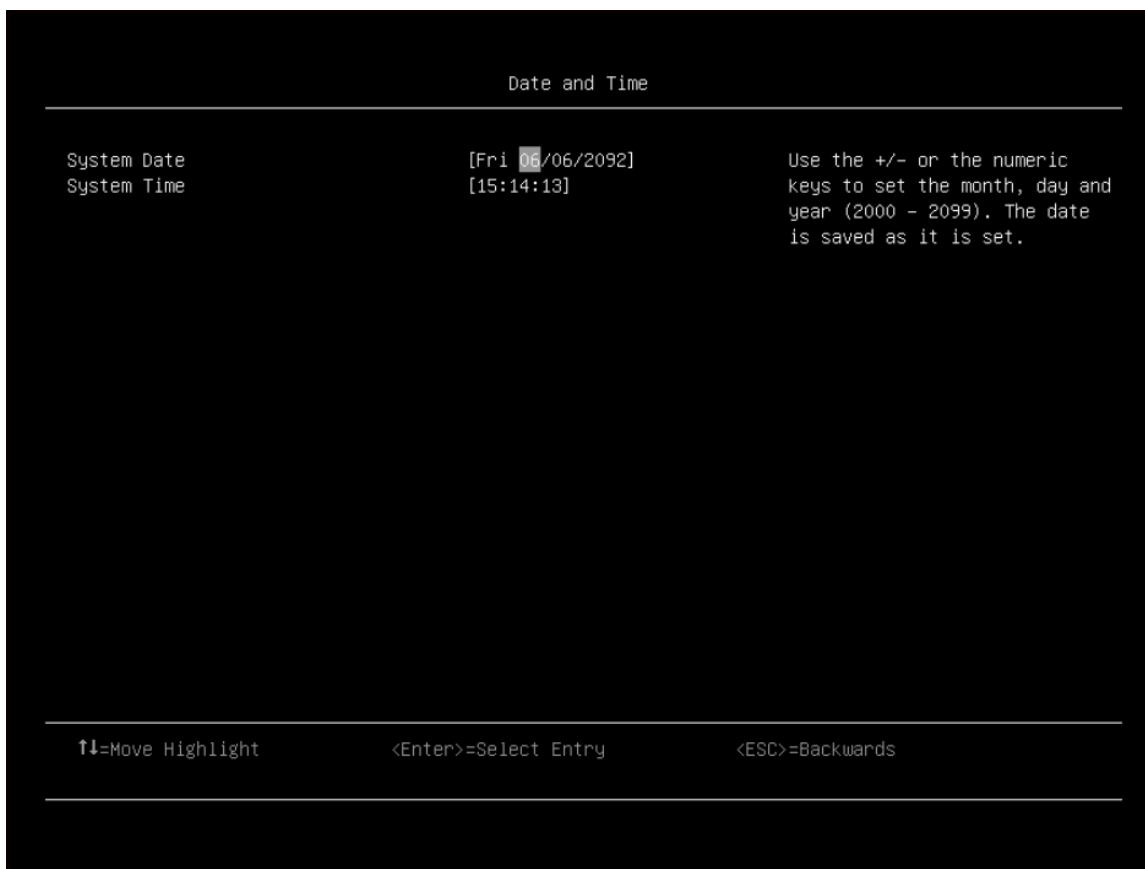 Date and Time
System Date [Fri 06/06/2092]
System Time [15:14:13]
Use the +/- or the numeric
keys to set the month, day and
year (2000 - 2099). The date
is saved as it is set.
↑↓=Move Highlight <Enter>=Select Entry <ESC>=Backwards